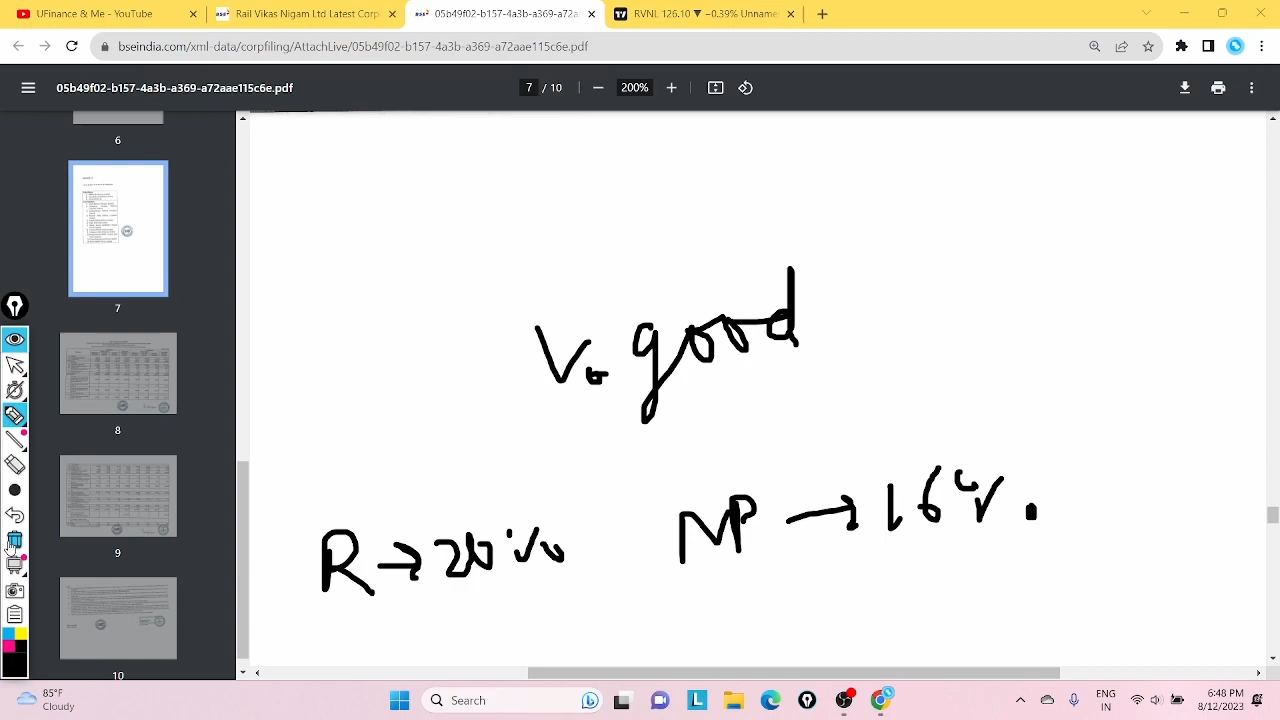 UFinance & Me - YouTube
Rail Vikas Nigam Ltd Latest Corp
05b49f02-b157-4a3b-a369-a72aa
RVNL 126.10 ▼ −0.39% Unname
bseindia.com/xml-data/corpfiling/AttachLive/05b49f02-b157-4a3b-a369-a72aae115c6e.pdf
05b49f02-b157-4a3b-a369-a72aae115c6e.pdf
7 / 10
200%
6
7
8
9
10
V. good
R → 20%
NP → 16%.
85°F
Cloudy
Search
ENG
IN
6:48 PM
8/12/2023